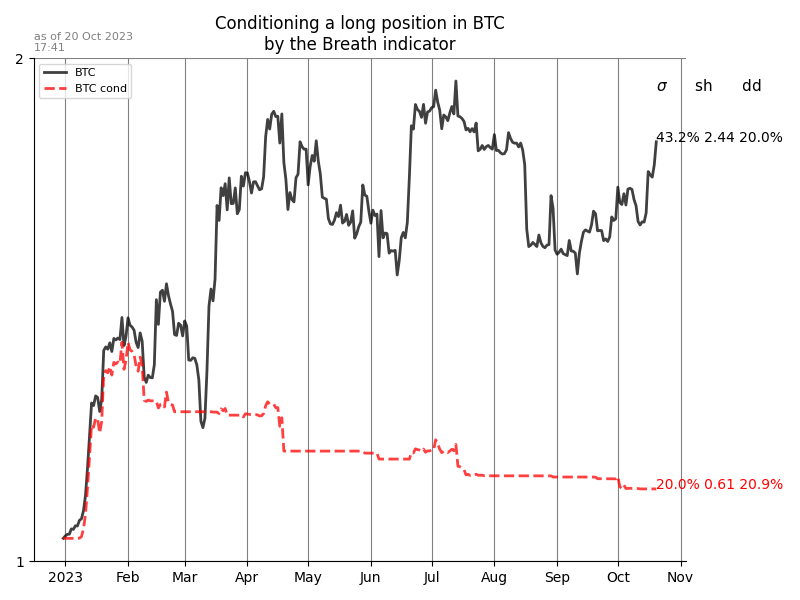 Conditioning a long position in BTC
by the Breath indicator
as of 20 Oct 2023
17:41
2
BTC
BTC cond
σ sh dd
43.2% 2.44 20.0%
20.0% 0.61 20.9%
1
2023 Feb Mar Apr May Jun Jul Aug Sep Oct Nov